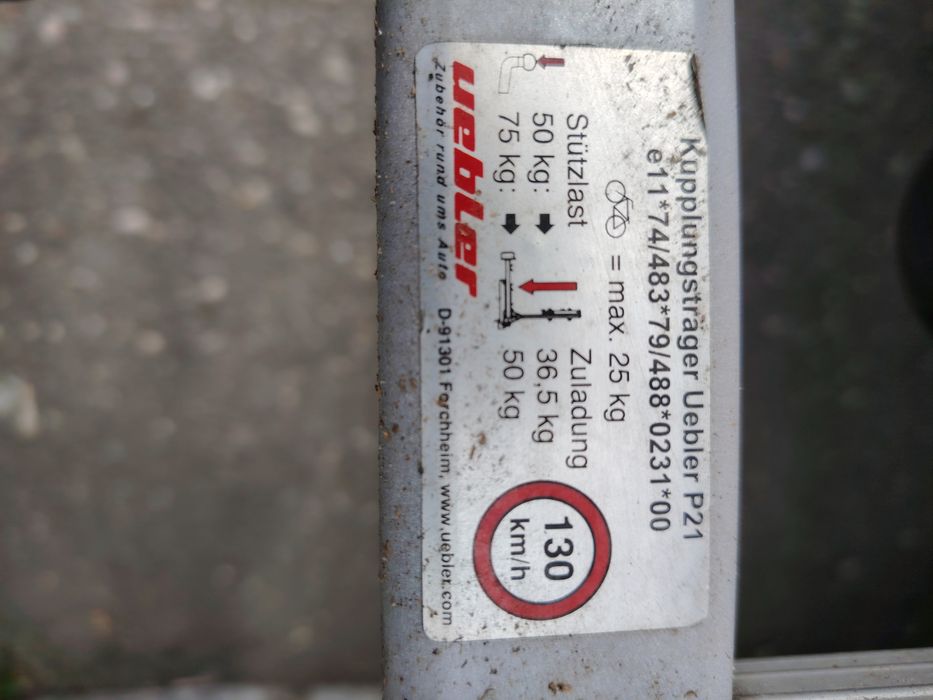 Kupplungsträger Uebler P21
e11*74/483*79/488*0231*00
= max. 25 kg
Stützlast Zuladung
50 kg: 36,5 kg
75 kg: 50 kg
130
km/h
uebler
Zubehör rund ums Auto D-91301 Forchheim, www.uebler.com